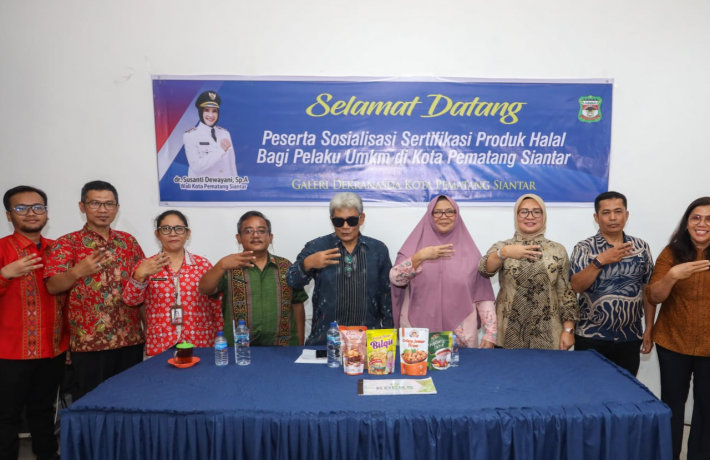 Selamat Datang
Peserta Sosialisasi Sertifikasi Produk Halal
Bagi Pelaku Umkm di Kota Pematang Siantar
Galeri Dekranasda Kota Pematang Siantar
dr. Susanti Dewayani, Sp.A
Wali Kota Pematang Siantar
Bilqis